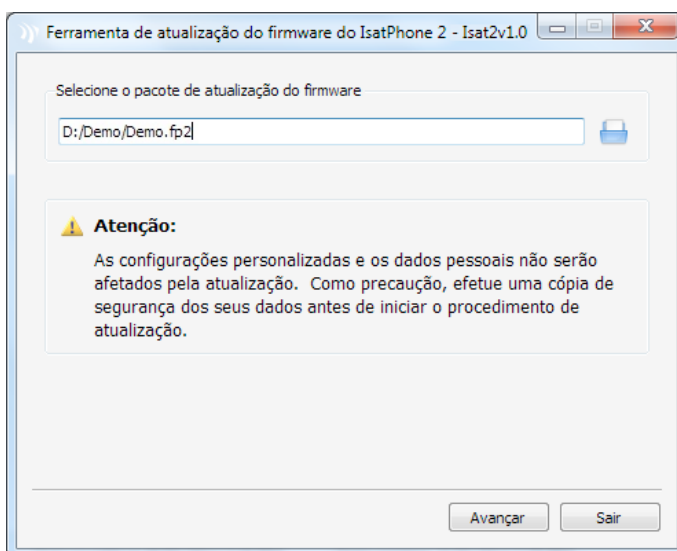 Ferramenta de atualização do firmware do IsatPhone 2 - Isat2v1.0
Selecione o pacote de atualização do firmware
D:/Demo/Demo.fp2
Atenção:
As configurações personalizadas e os dados pessoais não serão
afetados pela atualização.  Como precaução, efetue uma cópia de
segurança dos seus dados antes de iniciar o procedimento de
atualização.
Avançar
Sair